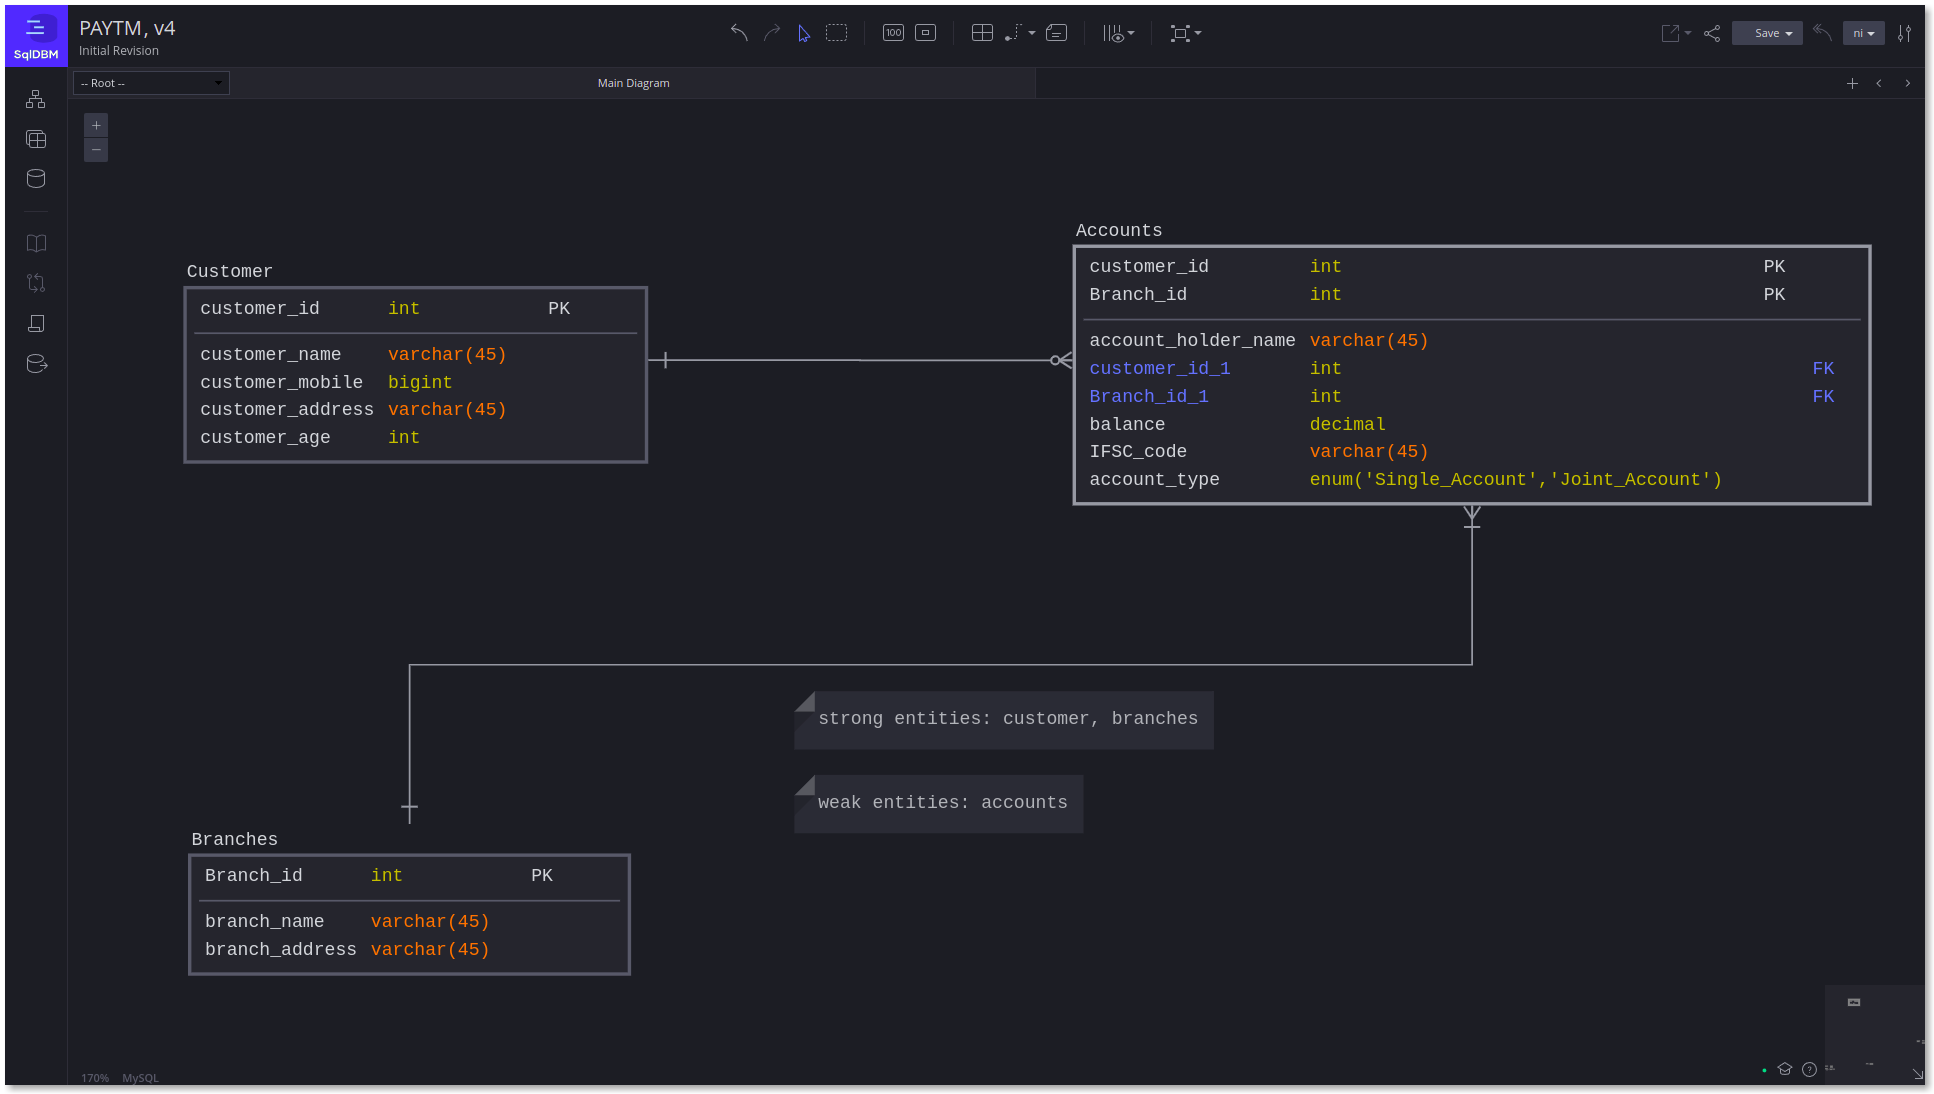 SqlDBM
PAYTM, v4
Initial Revision
100
Save
ni
-- Root --
Main Diagram
+
−
Customer
customer_id int PK
customer_name varchar(45)
customer_mobile bigint
customer_address varchar(45)
customer_age int
Accounts
customer_id int PK
Branch_id int PK
account_holder_name varchar(45)
customer_id_1 int FK
Branch_id_1 int FK
balance decimal
IFSC_code varchar(45)
account_type enum('Single_Account','Joint_Account')
strong entities: customer, branches
weak entities: accounts
Branches
Branch_id int PK
branch_name varchar(45)
branch_address varchar(45)
170% MySQL